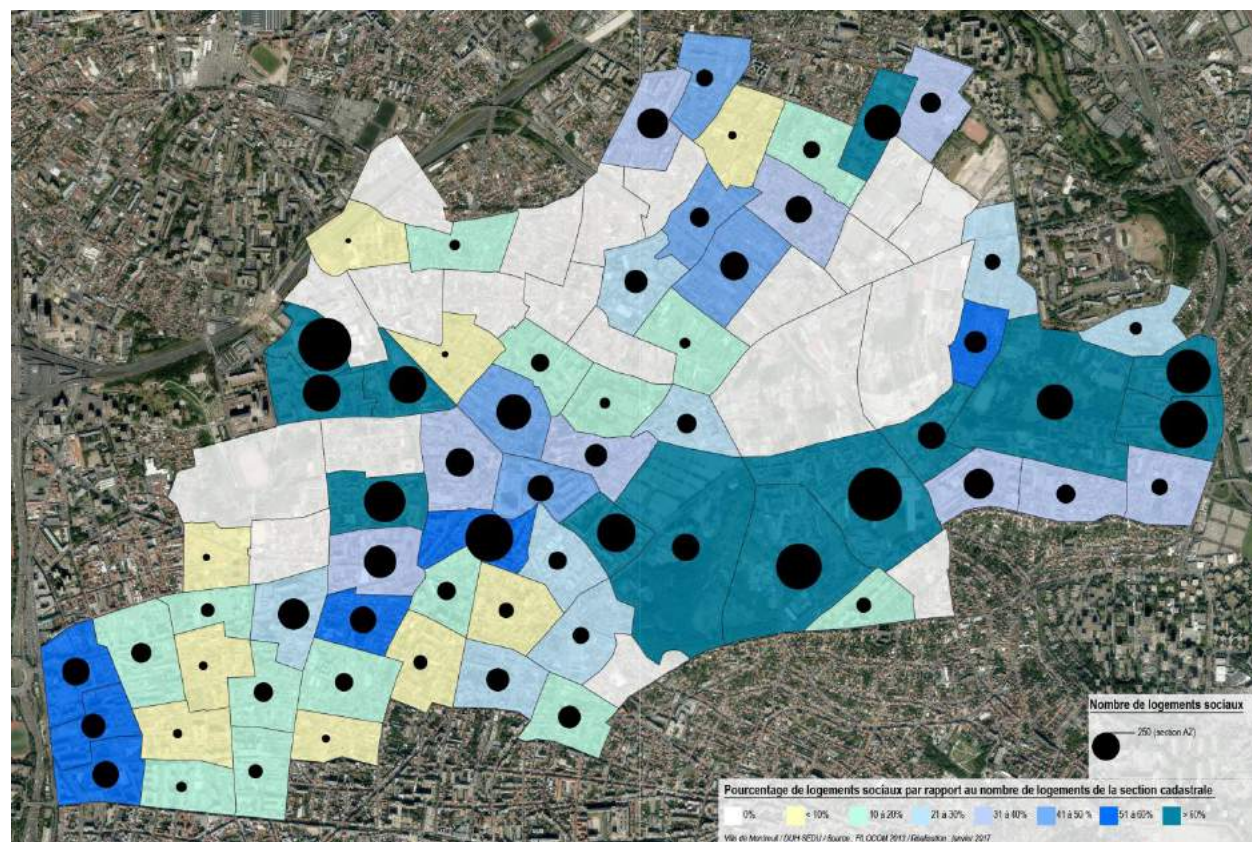 Nombre de logements sociaux
250 (section AZ)
Pourcentage de logements sociaux par rapport au nombre de logements de la section cadastrale
0%
< 10%
10 à 20%
21 à 30%
31 à 40%
41 à 50 %
51 à 60%
> 60%
Ville de Montreuil / DUH-SEDU / Source : FILOCOM 2013 / Réalisation : Janvier 2017